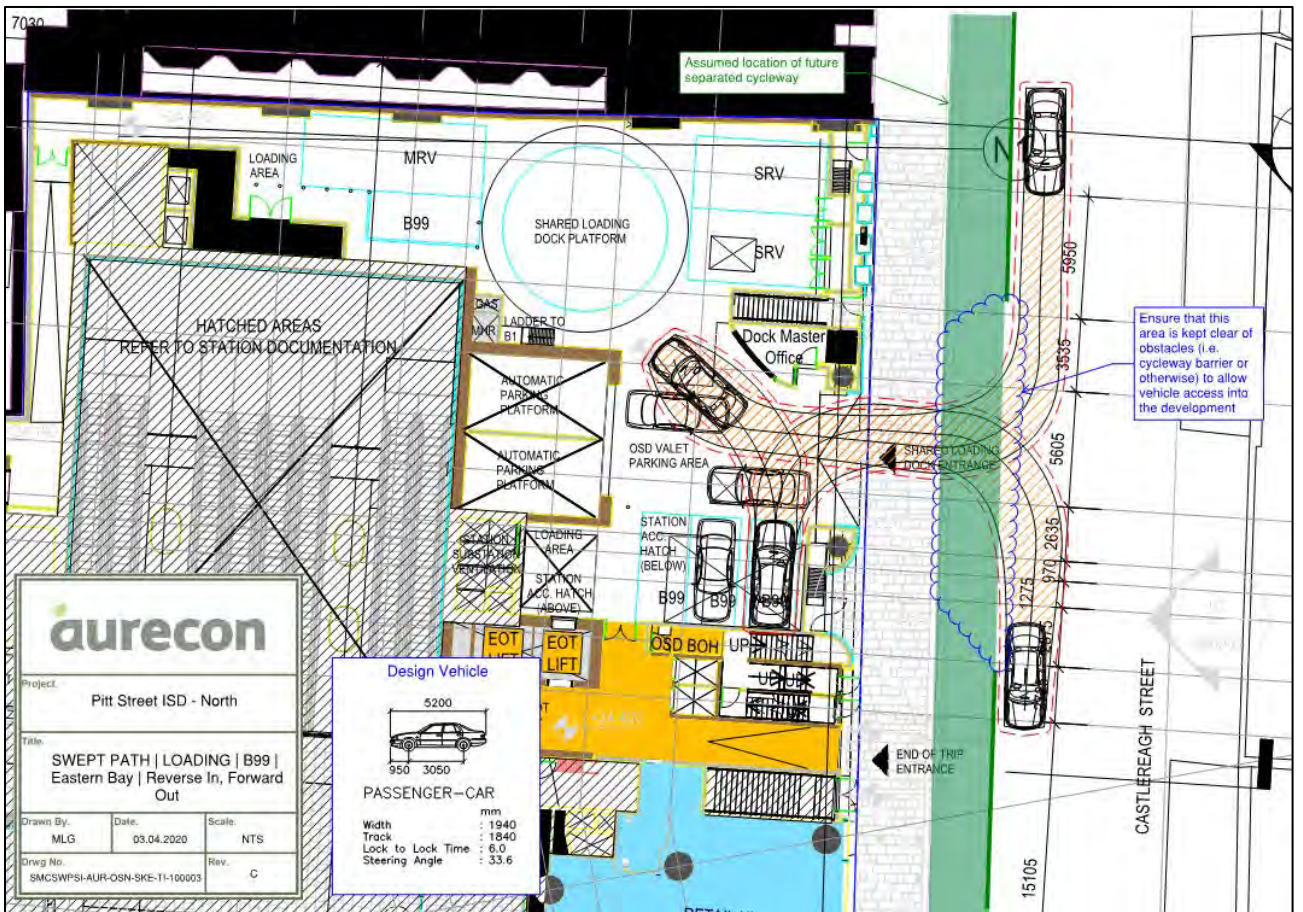 7030
Assumed location of future
separated cycleway
N
MRV
LOADING
AREA
B99
SHARED LOADING
DOCK PLATFORM
SRV
SRV
5950
HATCHED AREAS
REFER TO STATION DOCUMENTATION
GAS
MHR
LADDER TO
B1
Dock Master
Office
3535
Ensure that this
area is kept clear of
obstacles (i.e.
cycleway barrier or
otherwise) to allow
vehicle access into
the development
AUTOMATIC
PARKING
PLATFORM
AUTOMATIC
PARKING
PLATFORM
OSD VALET
PARKING AREA
SHARED LOADING
DOCK ENTRANCE
5605
STATION
SUBSTATION
VENTILATION
LOADING
AREA
STATION
ACC. HATCH
(ABOVE)
STATION
ACC.
HATCH
(BELOW)
B99
B99
B99
2635
970
1275
EOT
LIFT
EOT
LIFT
OSD BOH
UP
UP
END OF TRIP
ENTRANCE
CASTLEREAGH STREET
15105
aurecon
Project.
Pitt Street ISD - North
Title.
SWEPT PATH | LOADING | B99 |
Eastern Bay | Reverse In, Forward
Out
Drawn By.
MLG
Date.
03.04.2020
Scale.
NTS
Drwg No.
SMCSWPSI-AUR-OSN-SKE-TI-100003
Rev.
C
Design Vehicle
5200
950 3050
PASSENGER-CAR
mm
Width : 1940
Track : 1840
Lock to Lock Time : 6.0
Steering Angle : 33.6